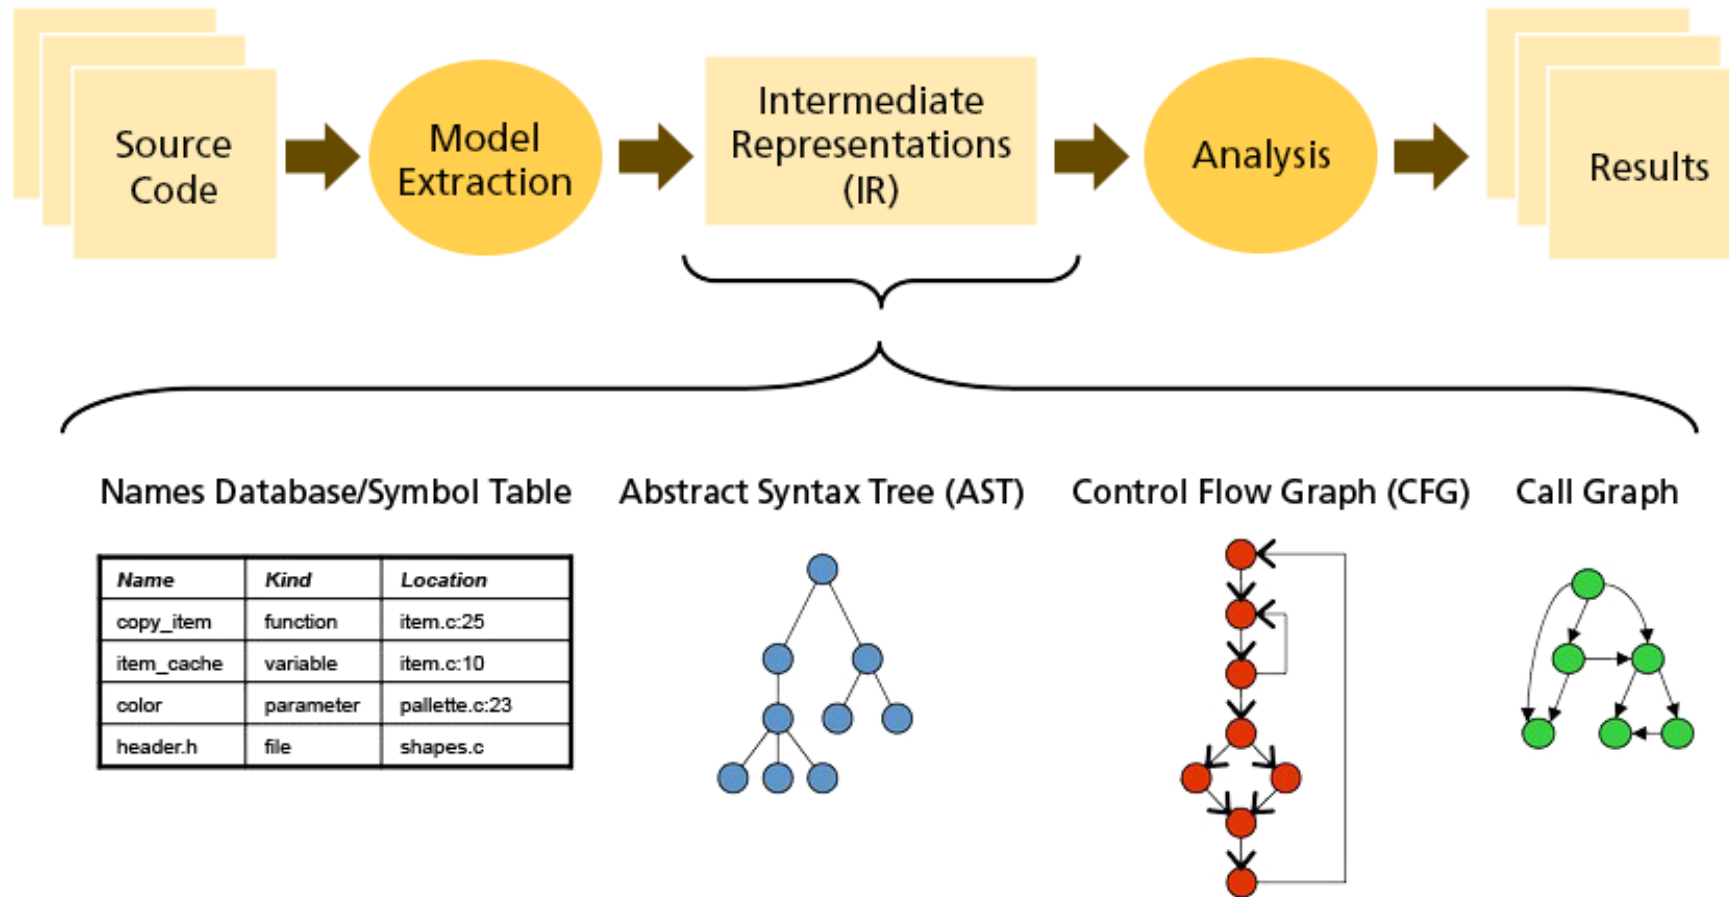 Source
Code
Model
Extraction
Intermediate
Representations
(IR)
Analysis
Results
Names Database/Symbol Table
Abstract Syntax Tree (AST)
Control Flow Graph (CFG)
Call Graph
Name Kind Location
copy_item function item.c:25
item_cache variable item.c:10
color parameter pallette.c:23
header.h file shapes.c